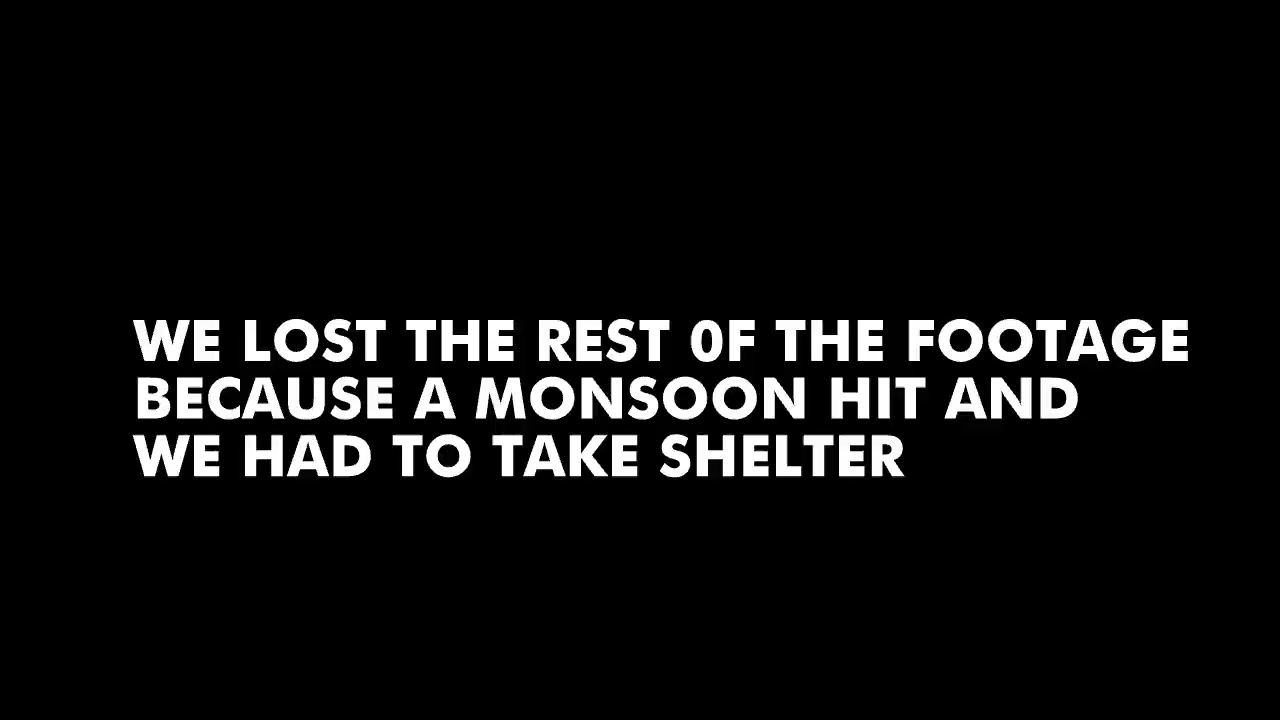 WE LOST THE REST 0F THE FOOTAGE
BECAUSE A MONSOON HIT AND
WE HAD TO TAKE SHELTER